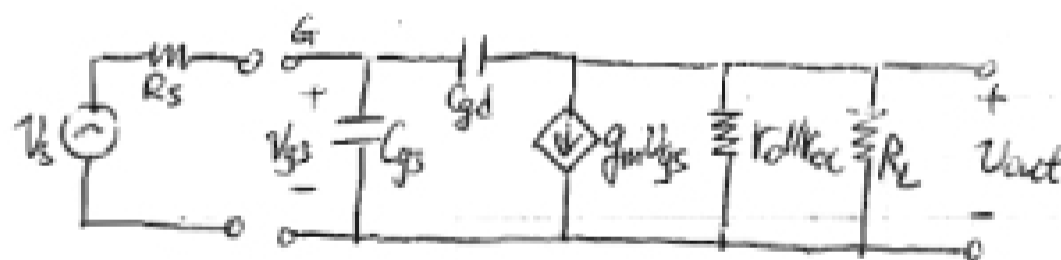 G
Rs
Cgd
+
+
Vs
Vgs
Cgs
gmVgs
ro//roc
RL
Vout
-
-